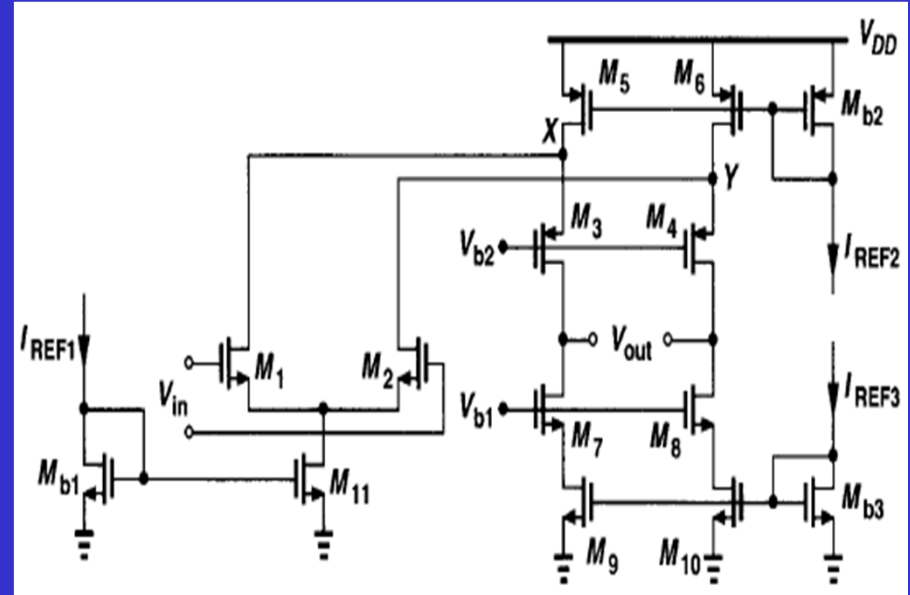 V_DD
M_5 M_6 M_b2
X
Y
M_3 M_4
V_b2
I_REF2
I_REF1
M_1 M_2
V_out
V_in
V_b1
I_REF3
M_7 M_8
M_b1 M_11
M_b3
M_9 M_10